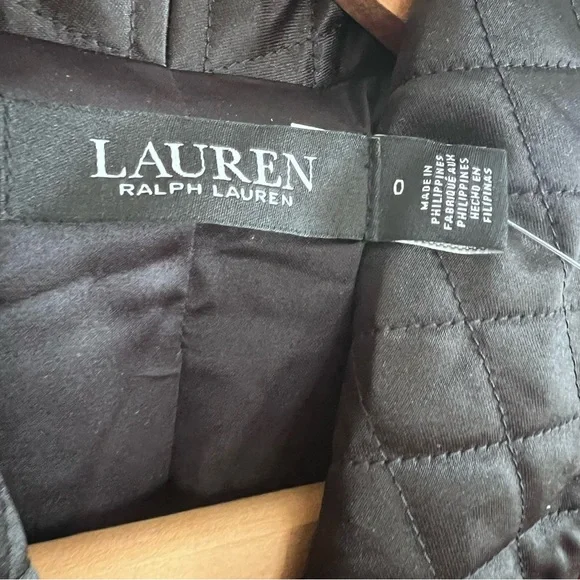 LAUREN
RALPH LAUREN
0
MADE IN
PHILIPPINES
FABRIQUÉ AUX
PHILIPPINES
HECHO EN
FILIPINAS